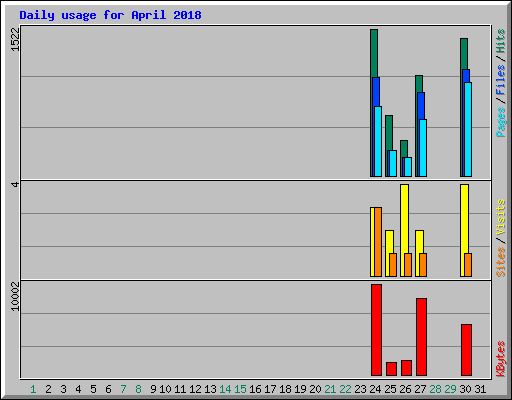 Daily usage for April 2018
1522
Pages / Files / Hits
4
Sites / Visits
10002
KBytes
1 2 3 4 5 6 7 8 9 10 11 12 13 14 15 16 17 18 19 20 21 22 23 24 25 26 27 28 29 30 31